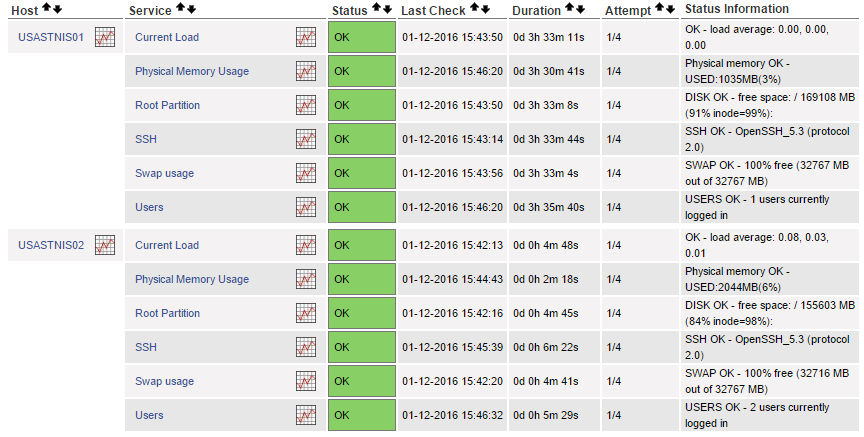 Host Service Status Last Check Duration Attempt Status Information
USASTNIS01 Current Load OK 01-12-2016 15:43:50 0d 3h 33m 11s 1/4 OK - load average: 0.00, 0.00,
0.00
Physical Memory Usage OK 01-12-2016 15:46:20 0d 3h 30m 41s 1/4 Physical memory OK -
USED:1035MB(3%)
Root Partition OK 01-12-2016 15:43:50 0d 3h 33m 8s 1/4 DISK OK - free space: / 169108 MB
(91% inode=99%):
SSH OK 01-12-2016 15:43:14 0d 3h 33m 44s 1/4 SSH OK - OpenSSH_5.3 (protocol
2.0)
Swap usage OK 01-12-2016 15:43:56 0d 3h 33m 4s 1/4 SWAP OK - 100% free (32767 MB
out of 32767 MB)
Users OK 01-12-2016 15:46:20 0d 3h 35m 40s 1/4 USERS OK - 1 users currently
logged in
USASTNIS02 Current Load OK 01-12-2016 15:42:13 0d 0h 4m 48s 1/4 OK - load average: 0.08, 0.03,
0.01
Physical Memory Usage OK 01-12-2016 15:44:43 0d 0h 2m 18s 1/4 Physical memory OK -
USED:2044MB(6%)
Root Partition OK 01-12-2016 15:42:16 0d 0h 4m 45s 1/4 DISK OK - free space: / 155603 MB
(84% inode=98%):
SSH OK 01-12-2016 15:45:39 0d 0h 6m 22s 1/4 SSH OK - OpenSSH_5.3 (protocol
2.0)
Swap usage OK 01-12-2016 15:42:20 0d 0h 4m 41s 1/4 SWAP OK - 100% free (32716 MB
out of 32767 MB)
Users OK 01-12-2016 15:46:32 0d 0h 5m 29s 1/4 USERS OK - 2 users currently
logged in